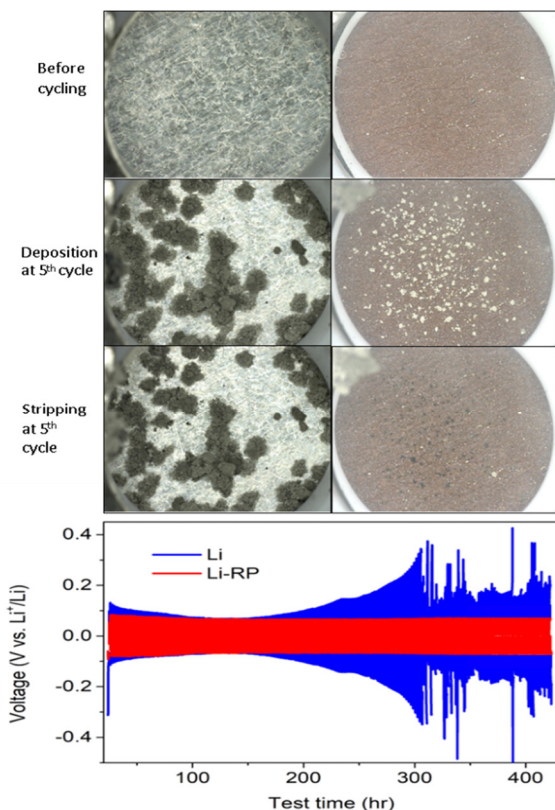 Before
cycling
Deposition
at 5th cycle
Stripping
at 5th
cycle
0.4
0.2
0.0
-0.2
-0.4
Voltage (V vs. Li+/Li)
Li
Li-RP
100 200 300 400
Test time (hr)